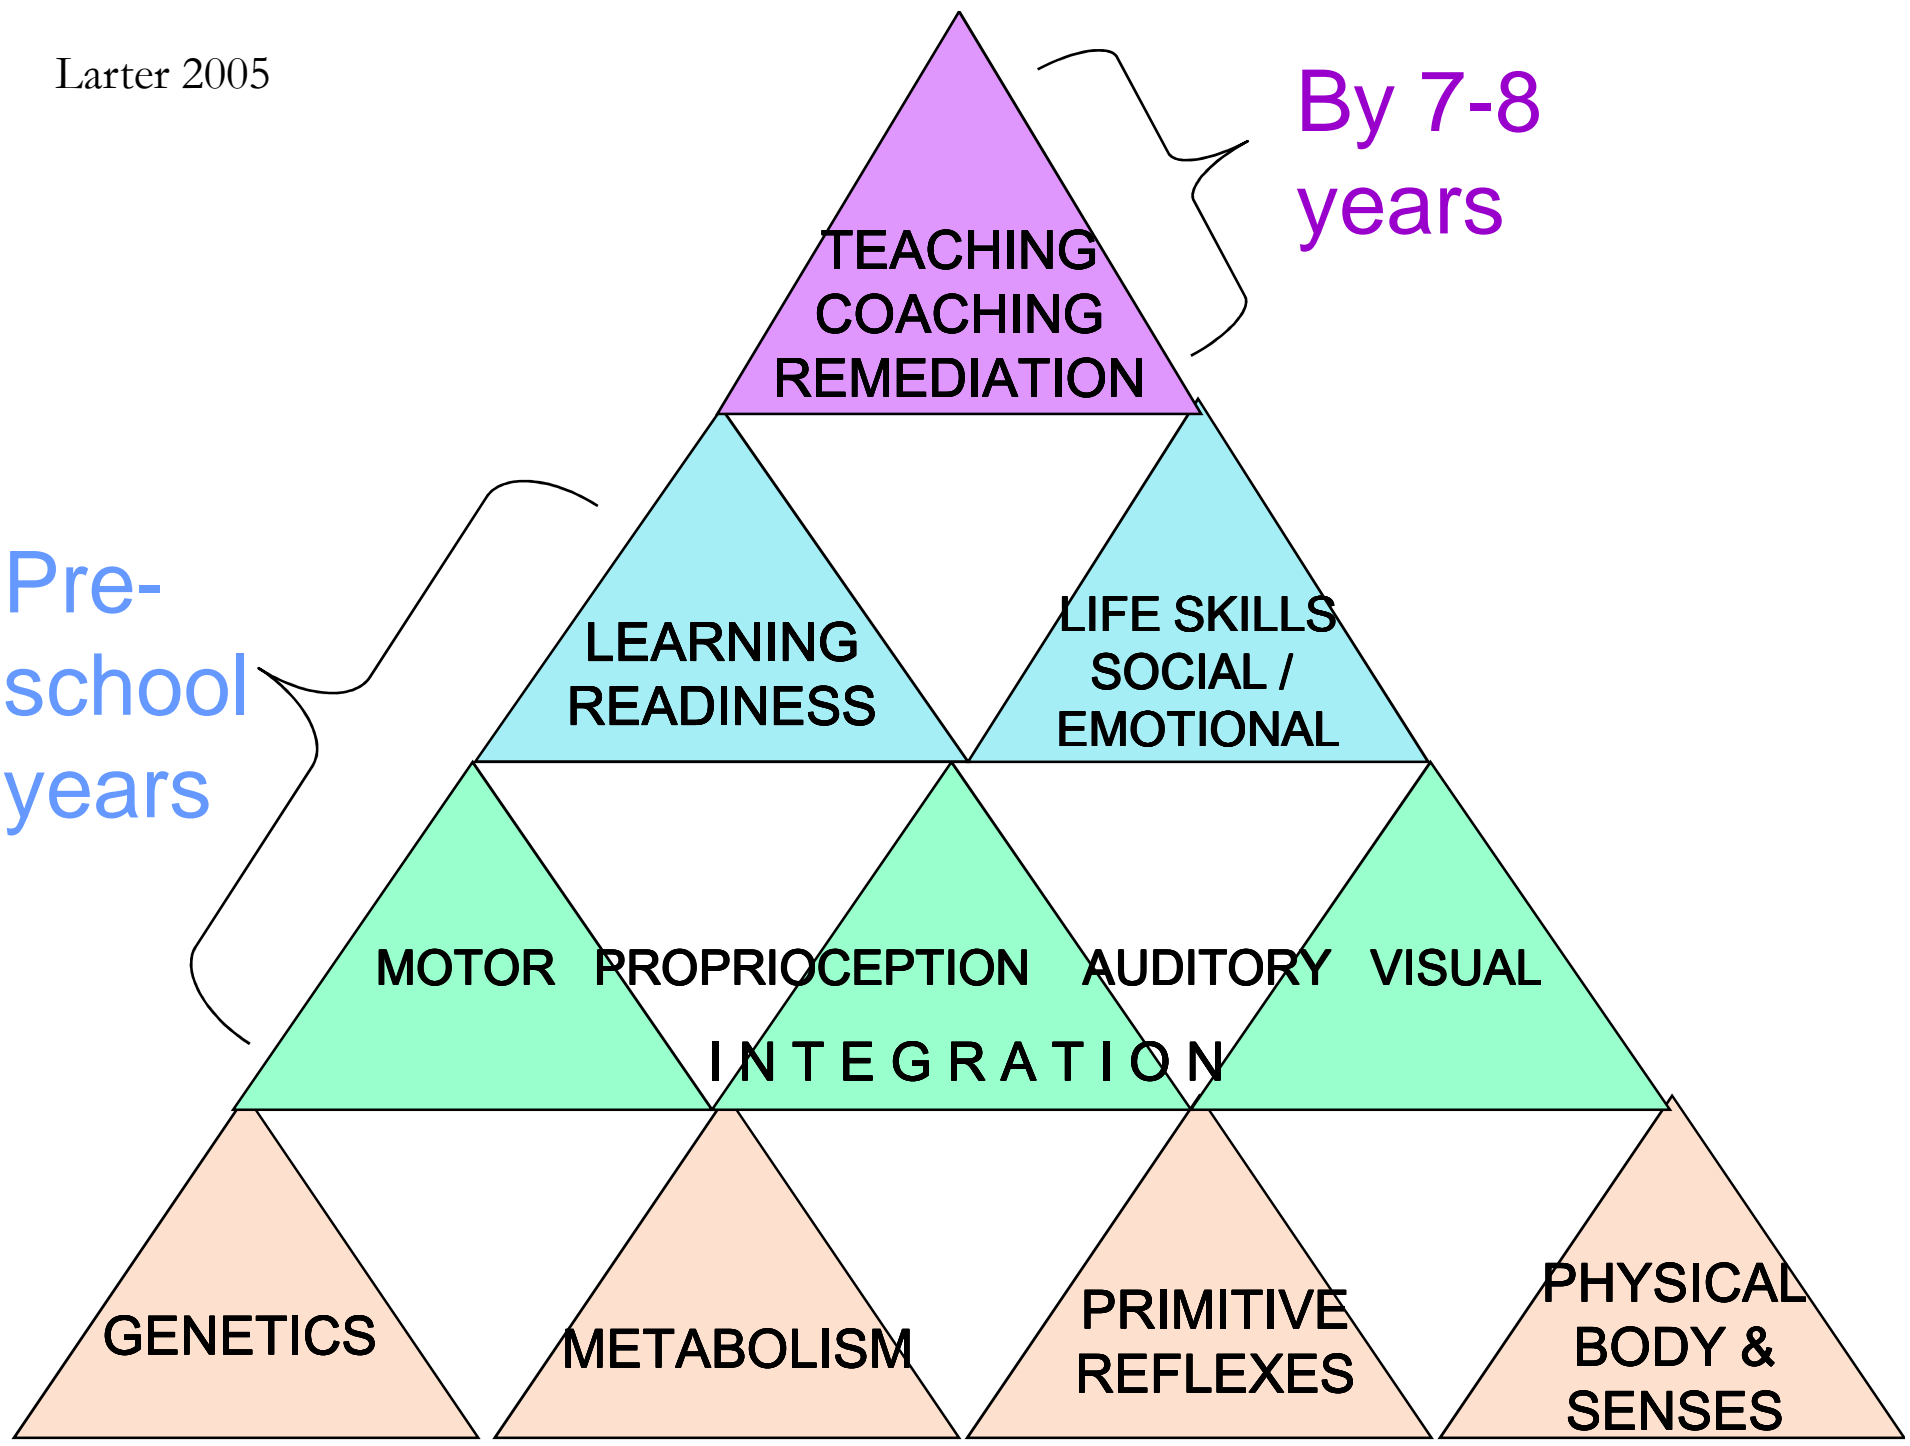 Larter 2005
By 7-8
years
TEACHING
COACHING
REMEDIATION
Pre-
school
years
LEARNING
READINESS
LIFE SKILLS
SOCIAL /
EMOTIONAL
MOTOR PROPRIOCEPTION AUDITORY VISUAL
I N T E G R A T I O N
GENETICS
METABOLISM
PRIMITIVE
REFLEXES
PHYSICAL
BODY &
SENSES